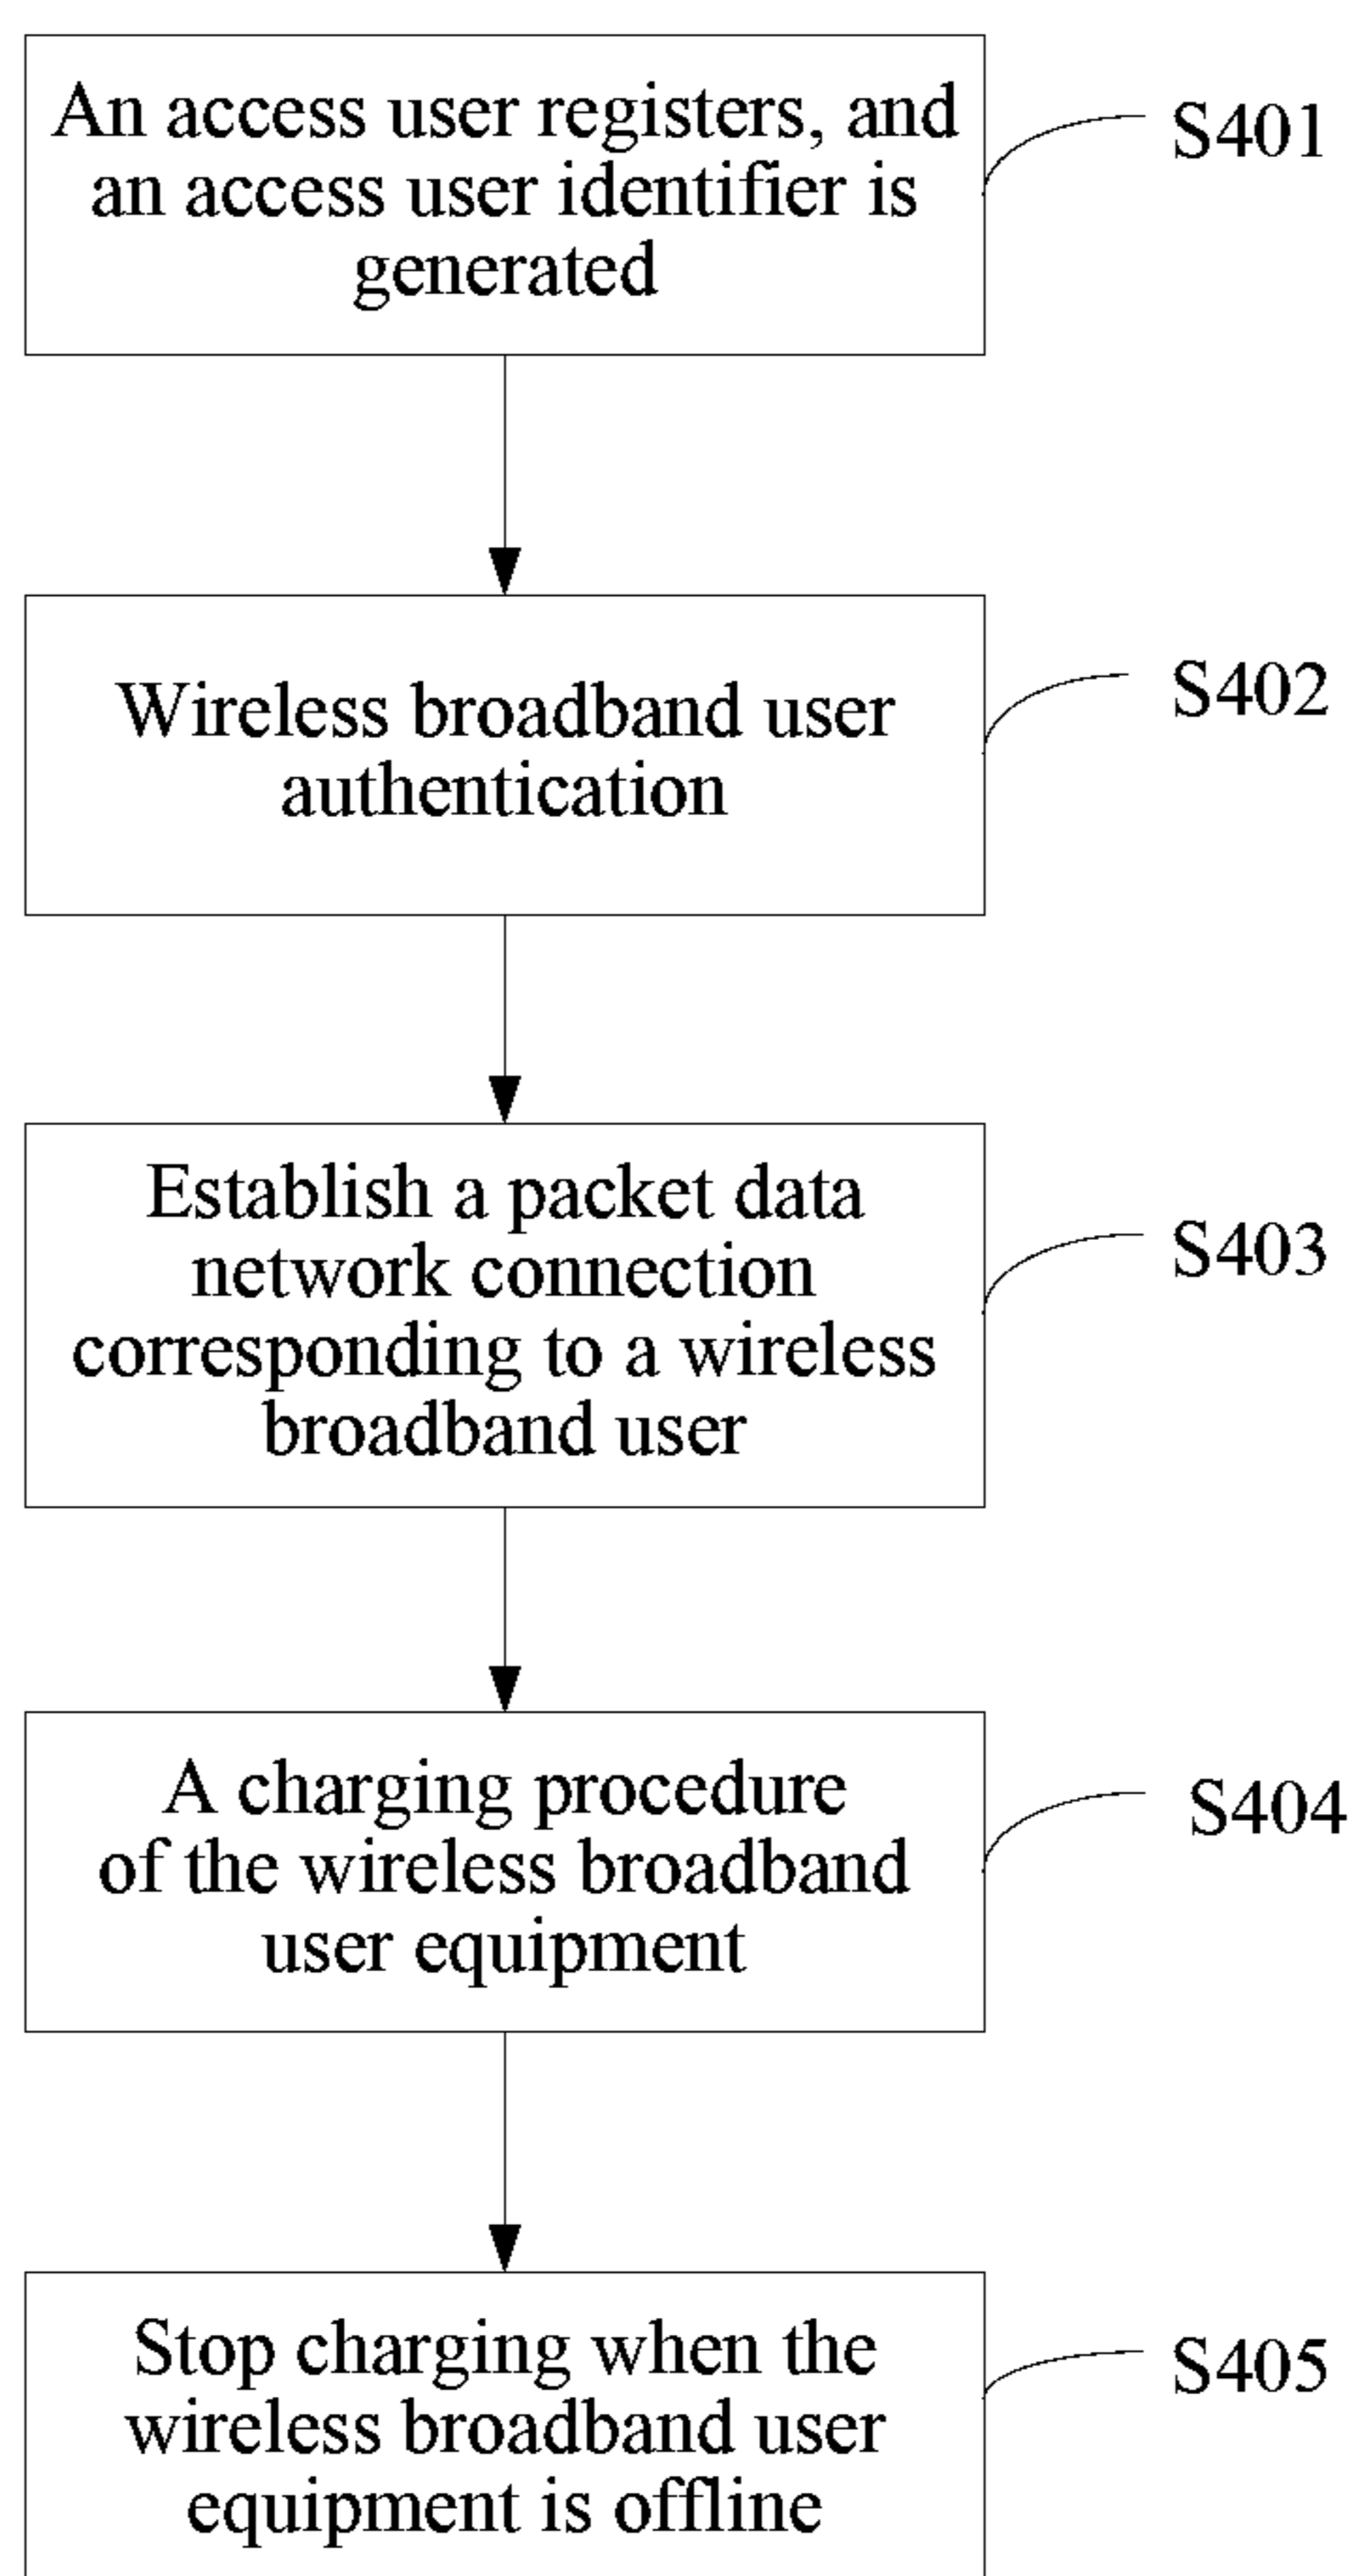 An access user registers, and
an access user identifier is
generated
S401
Wireless broadband user
authentication
S402
Establish a packet data
network connection
corresponding to a wireless
broadband user
S403
A charging procedure
of the wireless broadband
user equipment
S404
Stop charging when the
wireless broadband user
equipment is offline
S405